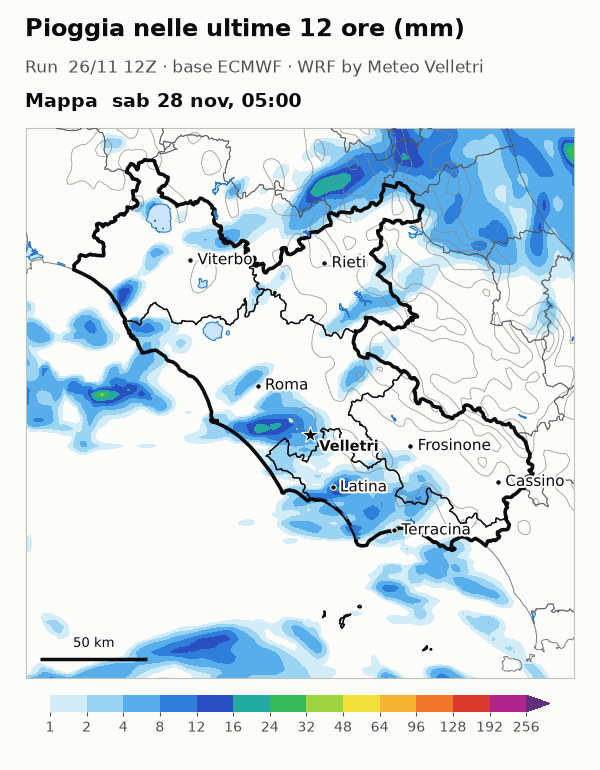 Pioggia nelle ultime 12 ore (mm)
Run 26/11 12Z · base ECMWF · WRF by Meteo Velletri
Mappa sab 28 nov, 05:00
Viterbo
Rieti
Roma
Velletri
Frosinone
Cassino
Latina
Terracina
50 km
1 2 4 8 12 16 24 32 48 64 96 128 192 256